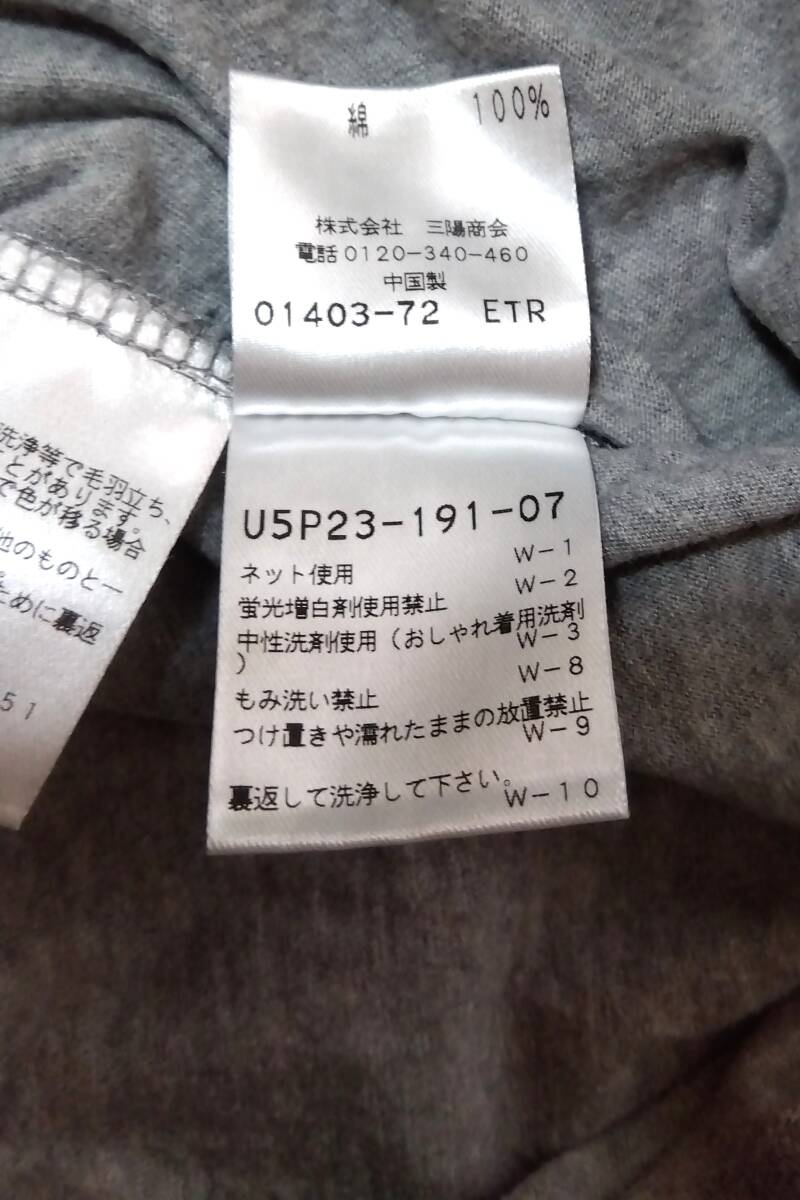 綿 100%
株式会社 三陽商会
電話0120-340-460
中国製
01403-72 ETR
U5P23-191-07
W-1
ネット使用
W-2
蛍光増白剤使用禁止
中性洗剤使用(おしゃれ着用洗剤
W-3
)
W-8
もみ洗い禁止
つけ置きや濡れたままの放置禁止
W-9
裏返して洗浄して下さい。
W-10
洗浄等で毛羽立ち、
とがあります。
で色が移る場合
他のものと一
ために裏返
51